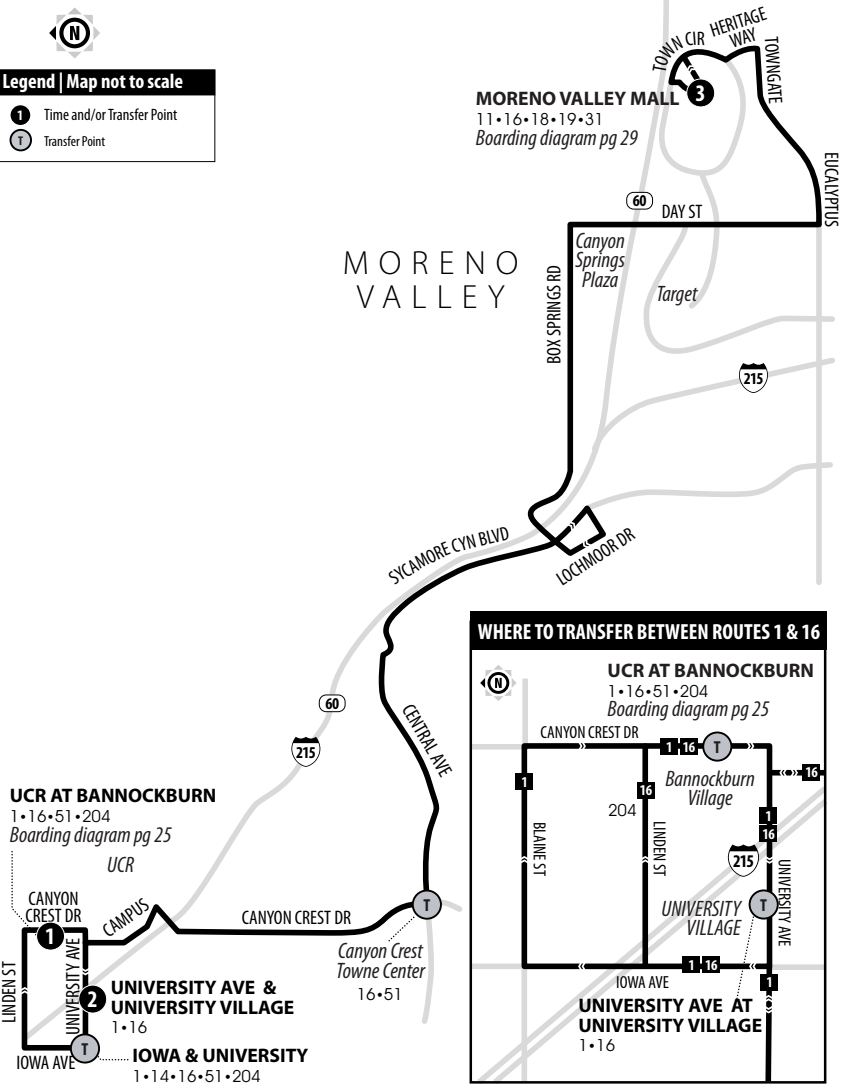 N
Legend | Map not to scale
1 Time and/or Transfer Point
T Transfer Point
TOWN CIR
HERITAGE
WAY
TOWNGATE
MORENO VALLEY MALL
3
11•16•18•19•31
Boarding diagram pg 29
EUCALYPTUS
60
DAY ST
MORENO
VALLEY
Canyon
Springs
Plaza
Target
BOX SPRINGS RD
215
SYCAMORE CYN BLVD
LOCHMOOR DR
60
215
CENTRAL AVE
UCR AT BANNOCKBURN
1•16•51•204
Boarding diagram pg 25
UCR
CANYON
CREST DR
1
CAMPUS
CANYON CREST DR
T
Canyon Crest
Towne Center
16•51
LINDEN ST
UNIVERSITY AVE
2
UNIVERSITY AVE &
UNIVERSITY VILLAGE
1•16
IOWA AVE
T
IOWA & UNIVERSITY
1•14•16•51•204
WHERE TO TRANSFER BETWEEN ROUTES 1 & 16
N
UCR AT BANNOCKBURN
1•16•51•204
Boarding diagram pg 25
CANYON CREST DR
1 16
T
Bannockburn
Village
16
1
16
204
1
16
BLAINE ST
LINDEN ST
215
UNIVERSITY
VILLAGE
T
UNIVERSITY AVE
IOWA AVE
1 16
1
UNIVERSITY AVE AT
UNIVERSITY VILLAGE
1•16